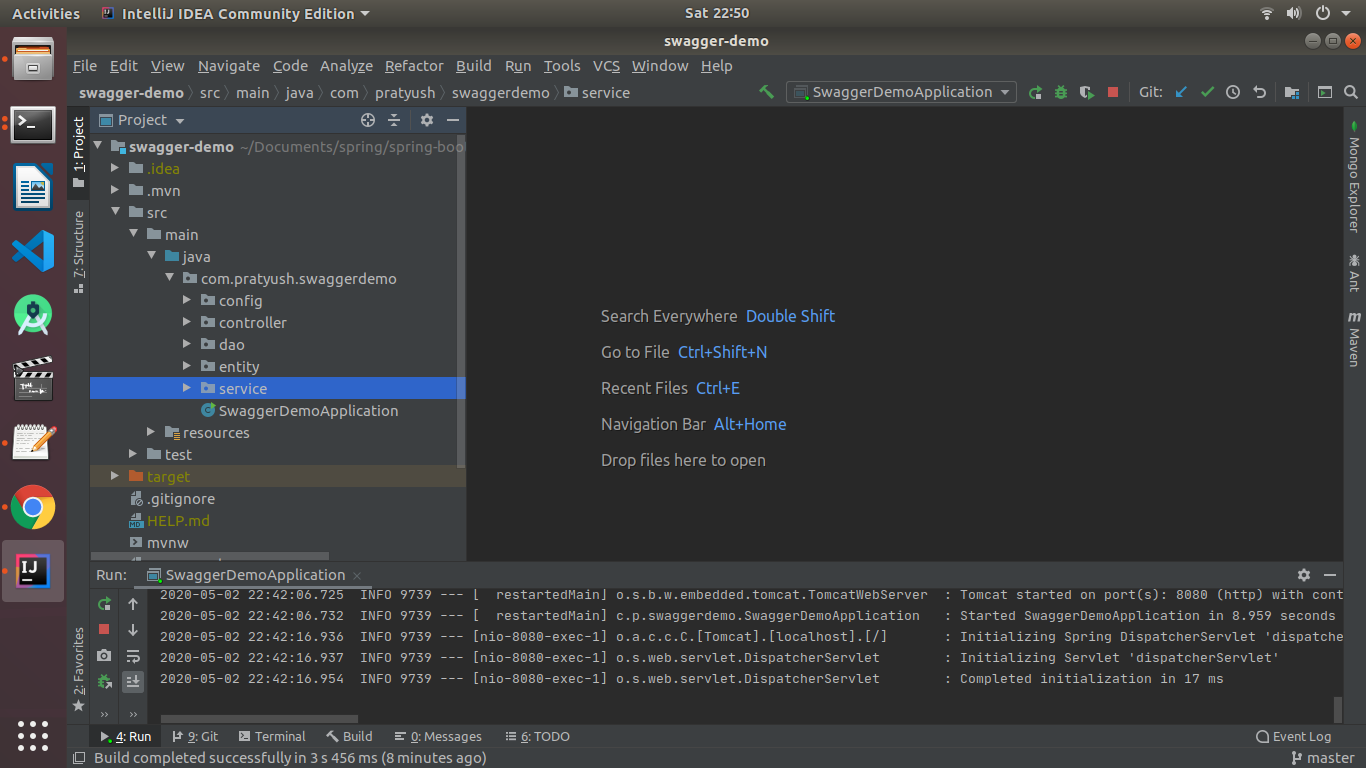 Activities IntelliJ IDEA Community Edition Sat 22:50
swagger-demo
File Edit View Navigate Code Analyze Refactor Build Run Tools VCS Window Help
swagger-demo src main java com pratyush swaggerdemo service SwaggerDemoApplication Git:
1: Project
7: Structure
2: Favorites
Project
swagger-demo ~/Documents/spring/spring-boo
.idea
.mvn
src
main
java
com.pratyush.swaggerdemo
config
controller
dao
entity
service
SwaggerDemoApplication
resources
test
target
.gitignore
HELP.md
mvnw
Search Everywhere Double Shift
Go to File Ctrl+Shift+N
Recent Files Ctrl+E
Navigation Bar Alt+Home
Drop files here to open
Mongo Explorer
Ant
Maven
Run: SwaggerDemoApplication
2020-05-02 22:42:06.725 INFO 9739 --- [ restartedMain] o.s.b.w.embedded.tomcat.TomcatWebServer : Tomcat started on port(s): 8080 (http) with cont
2020-05-02 22:42:06.732 INFO 9739 --- [ restartedMain] c.p.swaggerdemo.SwaggerDemoApplication : Started SwaggerDemoApplication in 8.959 seconds
2020-05-02 22:42:16.936 INFO 9739 --- [nio-8080-exec-1] o.a.c.c.C.[Tomcat].[localhost].[/] : Initializing Spring DispatcherServlet 'dispatche
2020-05-02 22:42:16.937 INFO 9739 --- [nio-8080-exec-1] o.s.web.servlet.DispatcherServlet : Initializing Servlet 'dispatcherServlet'
2020-05-02 22:42:16.954 INFO 9739 --- [nio-8080-exec-1] o.s.web.servlet.DispatcherServlet : Completed initialization in 17 ms
4: Run 9: Git Terminal Build 0: Messages 6: TODO Event Log
Build completed successfully in 3 s 456 ms (8 minutes ago) master